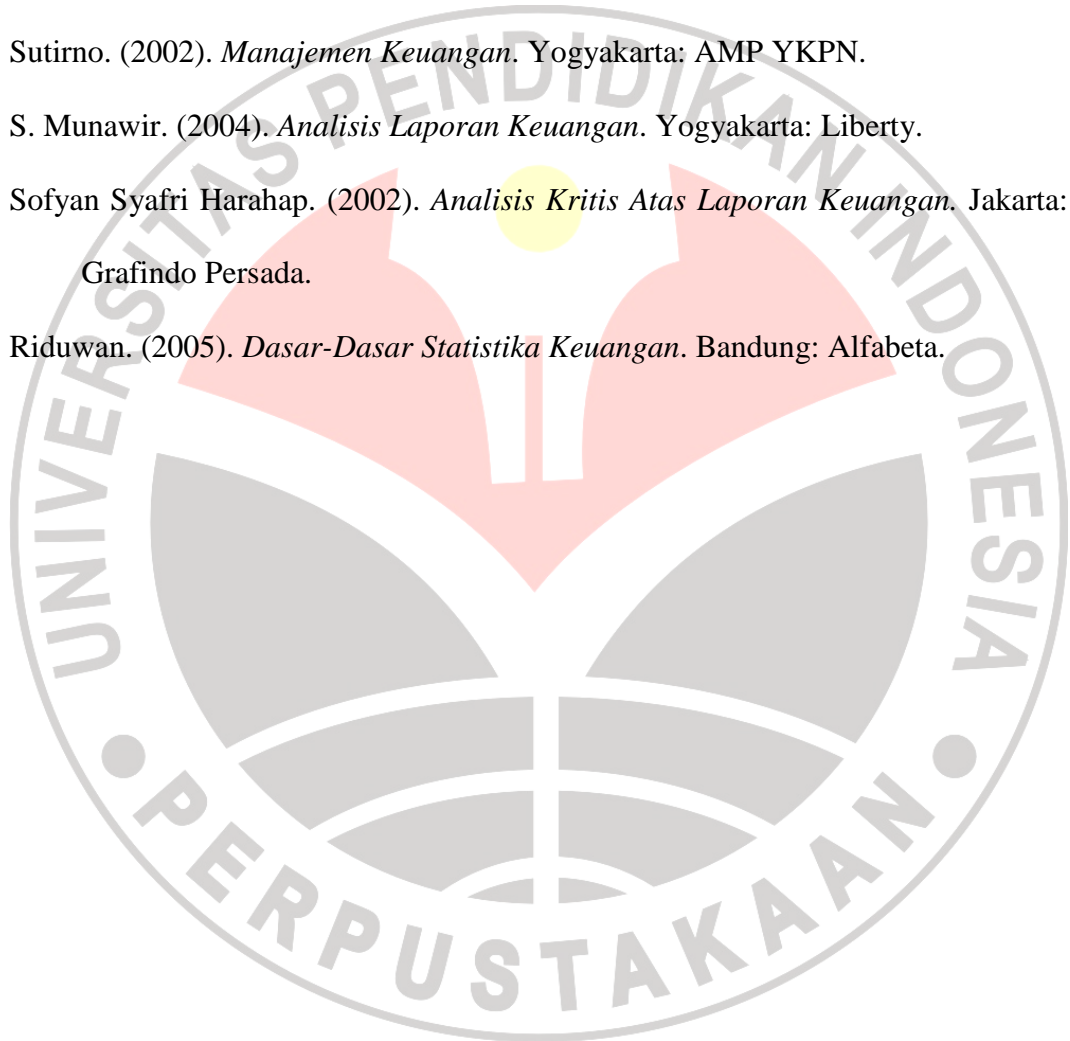 Sutirno. (2002). Manajemen Keuangan. Yogyakarta: AMP YKPN.
S. Munawir. (2004). Analisis Laporan Keuangan. Yogyakarta: Liberty.
Sofyan Syafri Harahap. (2002). Analisis Kritis Atas Laporan Keuangan. Jakarta:
Grafindo Persada.
Riduwan. (2005). Dasar-Dasar Statistika Keuangan. Bandung: Alfabeta.
UNIVERSITAS PENDIDIKAN INDONESIA
PERPUSTAKAAN